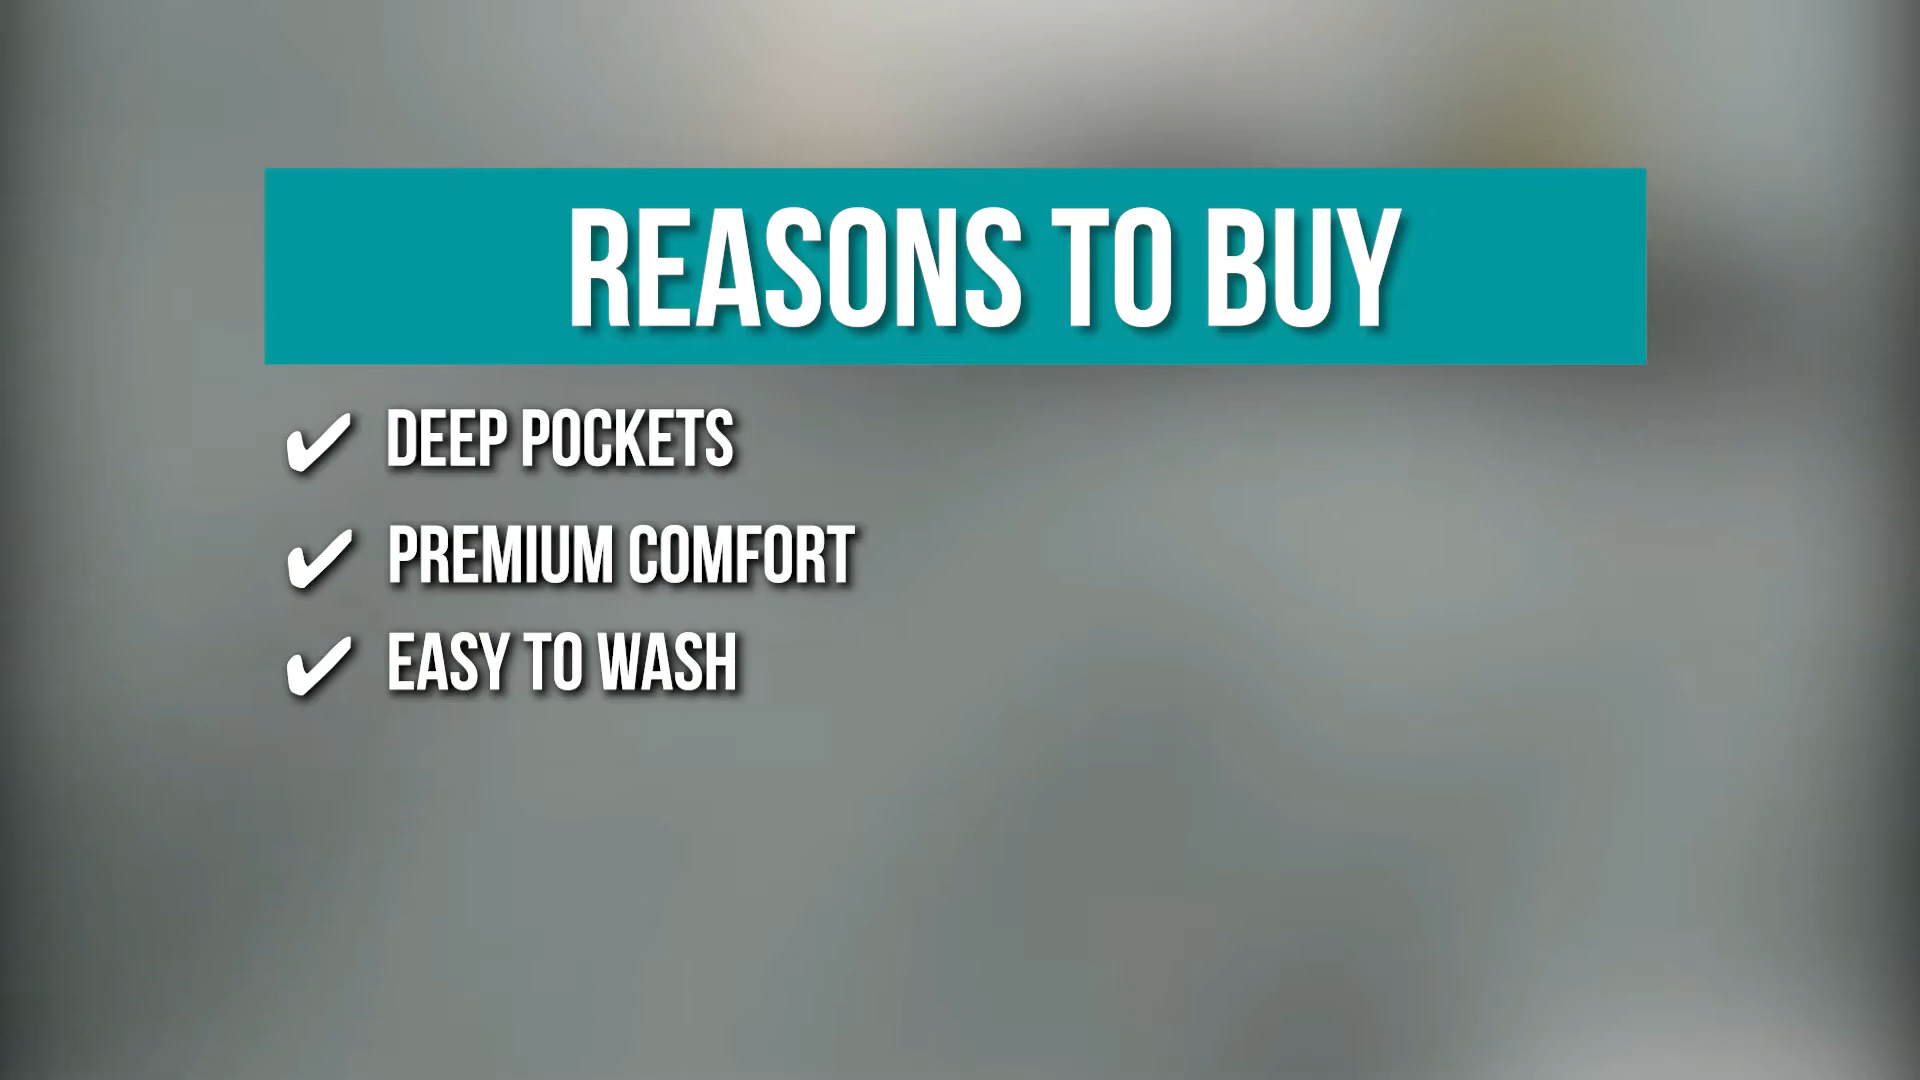 REASONS TO BUY
✔ DEEP POCKETS
✔ PREMIUM COMFORT
✔ EASY TO WASH